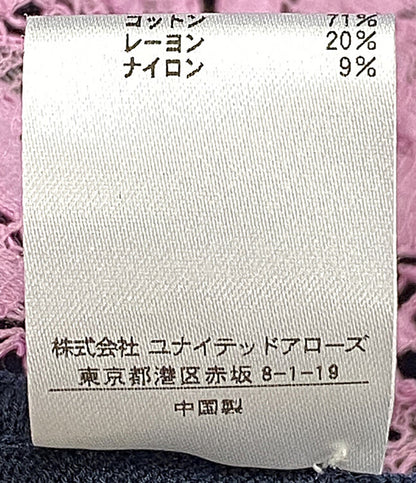 コットン 71%
レーヨン 20%
ナイロン 9%
株式会社 ユナイテッドアローズ
東京都港区赤坂 8-1-19
中国製